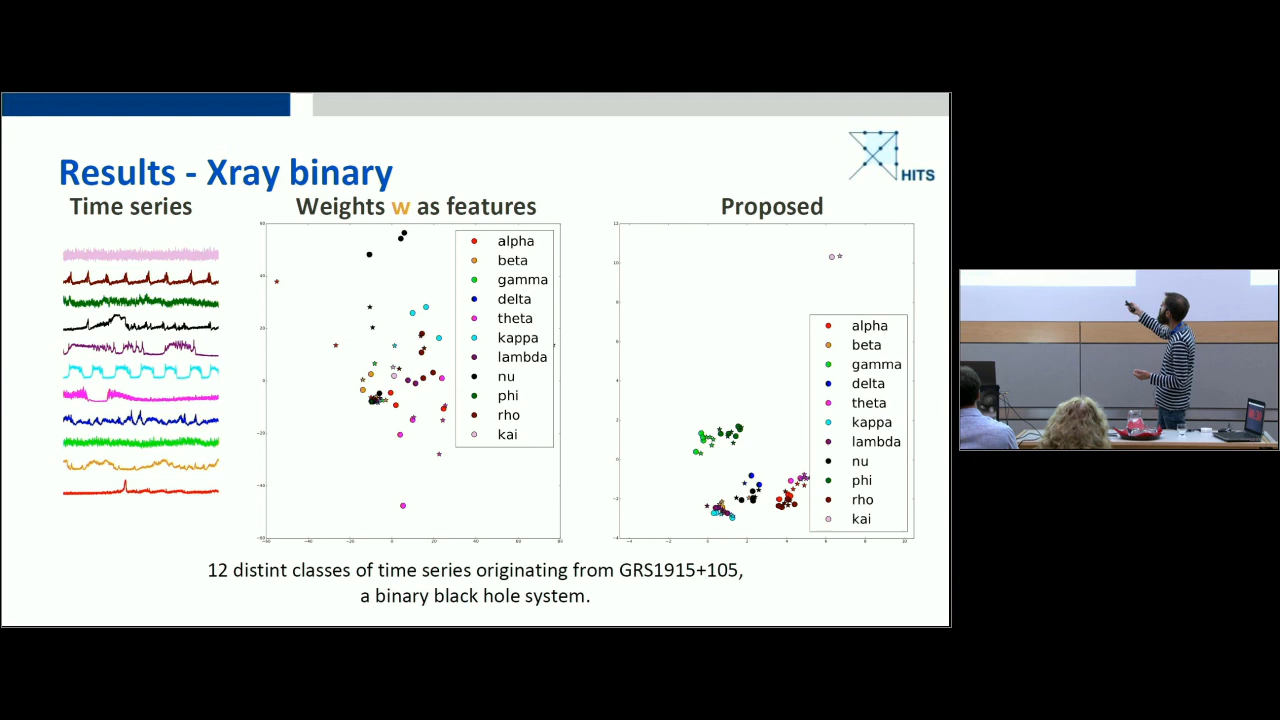 Results - Xray binary
HITS
Time series
Weights w as features
Proposed
alpha
beta
gamma
delta
theta
kappa
lambda
nu
phi
rho
kai
alpha
beta
gamma
delta
theta
kappa
lambda
nu
phi
rho
kai
12 distint classes of time series originating from GRS1915+105,
a binary black hole system.